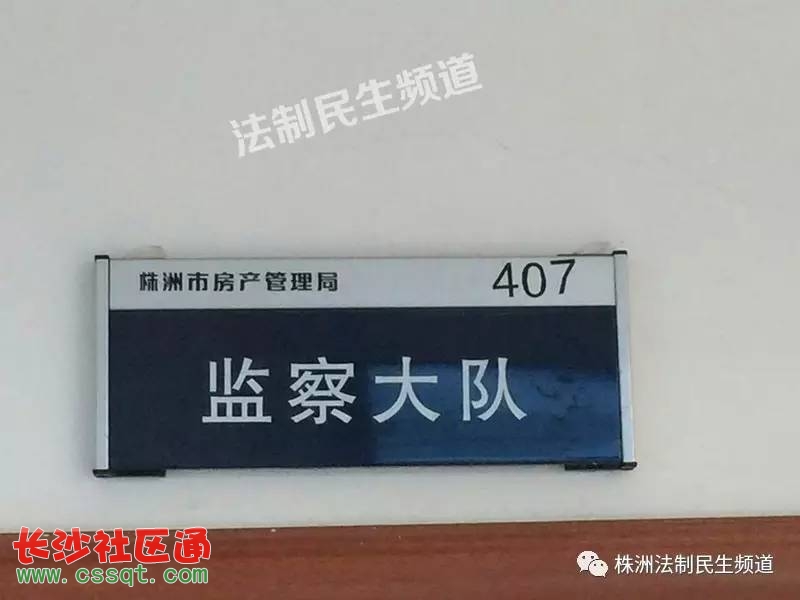 法制民生频道
株洲市房产管理局 407
监察大队
长沙社区通
www.cssqt.com
株洲法制民生频道